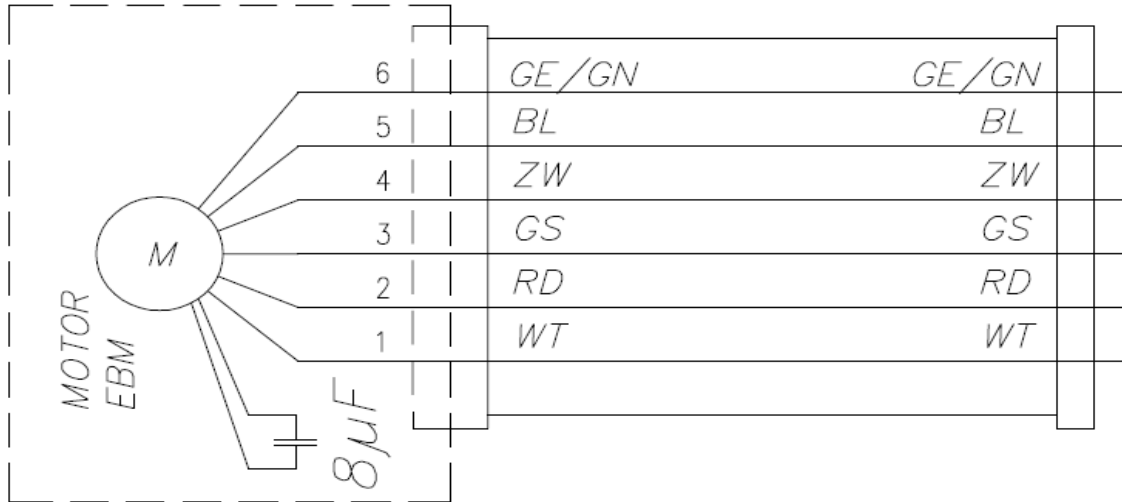 6 GE/GN GE/GN
5 BL BL
4 ZW ZW
3 GS GS
2 RD RD
1 WT WT
M
MOTOR
EBM
8µF